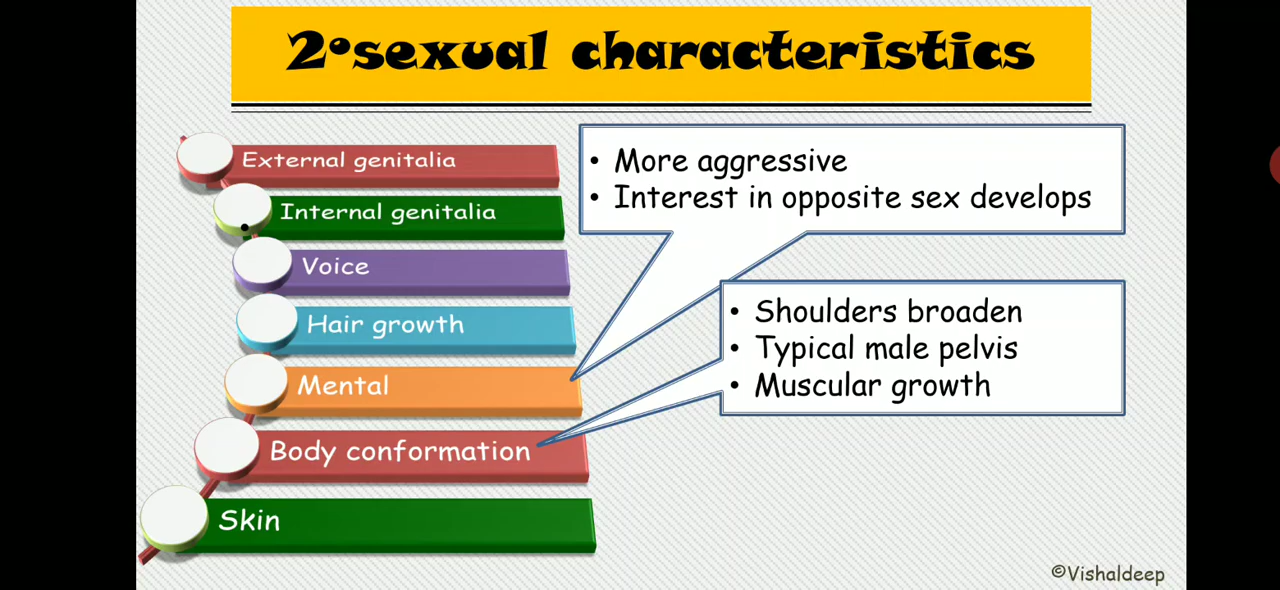 2°sexual characteristics
External genitalia
Internal genitalia
Voice
Hair growth
Mental
Body conformation
Skin
• More aggressive
• Interest in opposite sex develops
• Shoulders broaden
• Typical male pelvis
• Muscular growth
©Vishaldeep